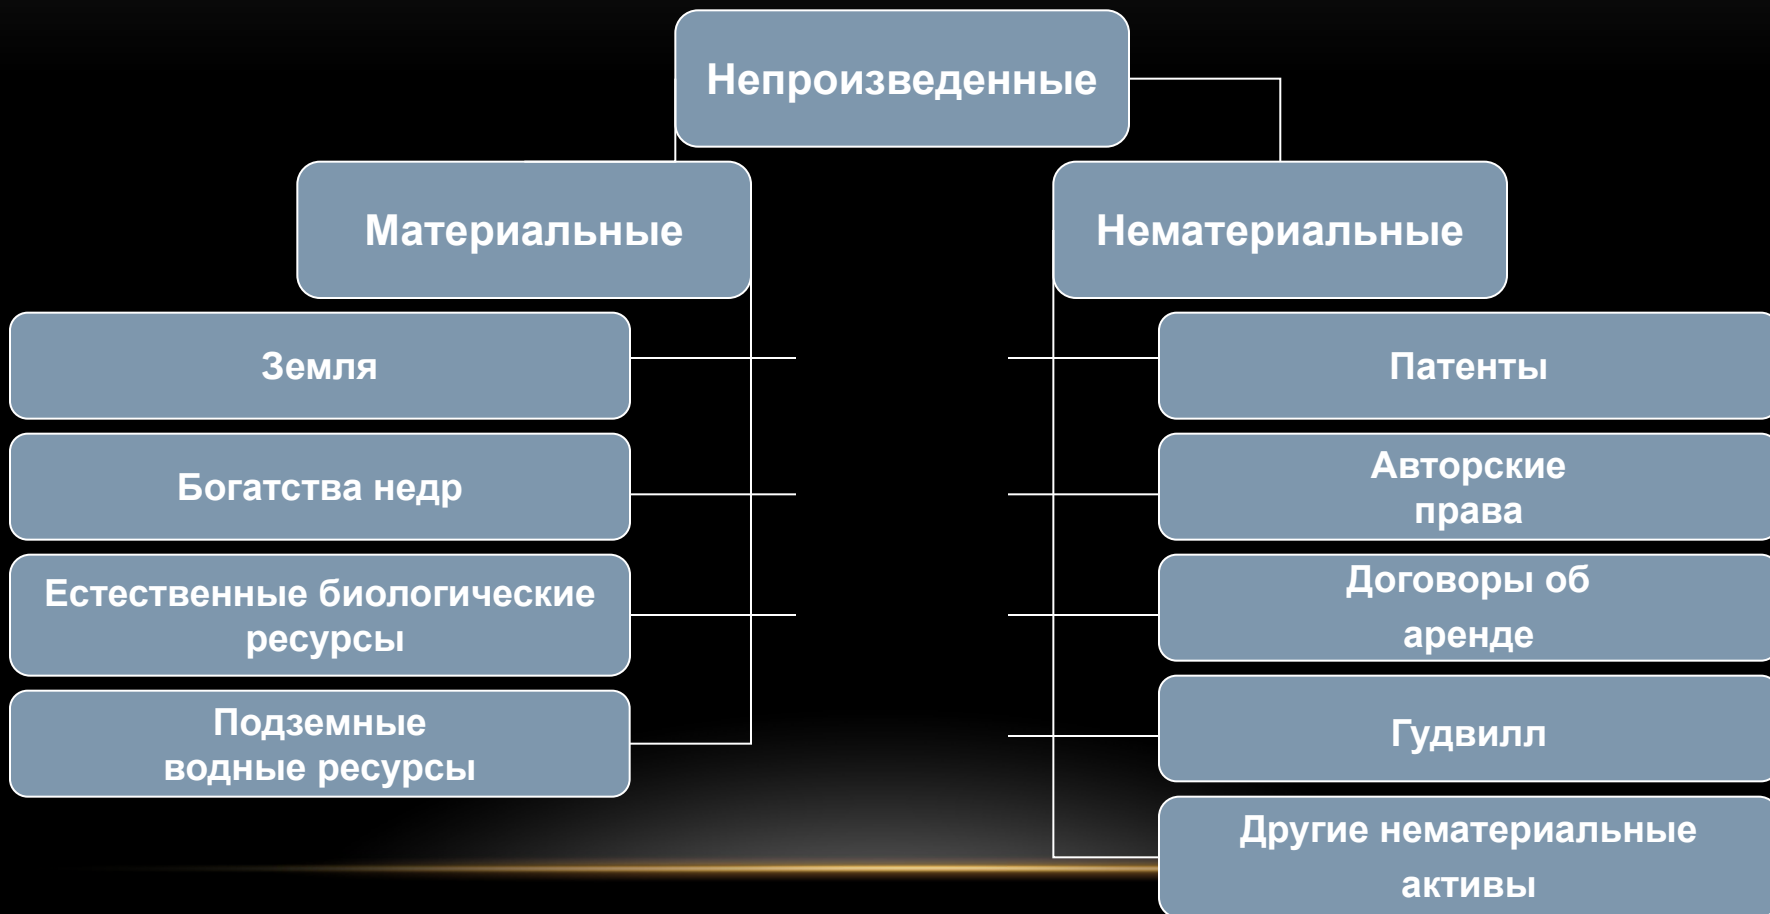 Непроизведенные
Материальные
Нематериальные
Земля
Богатства недр
Естественные биологические
ресурсы
Подземные
водные ресурсы
Патенты
Авторские
права
Договоры об
аренде
Гудвилл
Другие нематериальные
активы